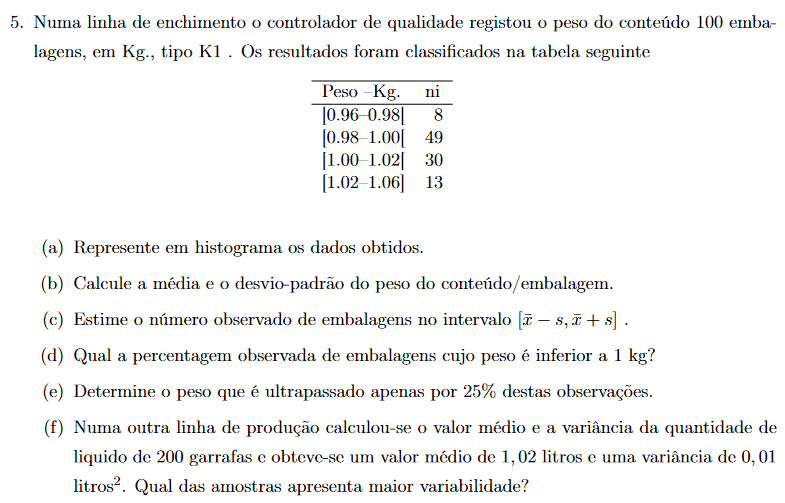 5. Numa linha de enchimento o controlador de qualidade registou o peso do conteúdo 100 emba-
lagens, em Kg., tipo K1 . Os resultados foram classificados na tabela seguinte
Peso –Kg. ni
[0.96–0.98[ 8
[0.98–1.00[ 49
[1.00–1.02[ 30
[1.02–1.06] 13
(a) Represente em histograma os dados obtidos.
(b) Calcule a média e o desvio-padrão do peso do conteúdo/embalagem.
(c) Estime o número observado de embalagens no intervalo [x̄ − s, x̄ + s] .
(d) Qual a percentagem observada de embalagens cujo peso é inferior a 1 kg?
(e) Determine o peso que é ultrapassado apenas por 25% destas observações.
(f) Numa outra linha de produção calculou-se o valor médio e a variância da quantidade de
liquido de 200 garrafas e obteve-se um valor médio de 1,02 litros e uma variância de 0,01
litros². Qual das amostras apresenta maior variabilidade?